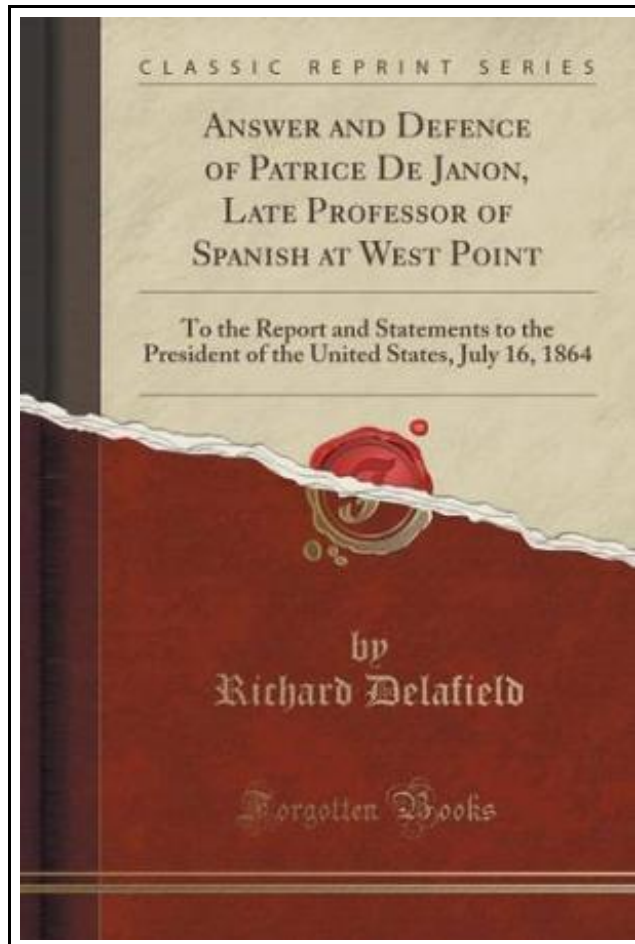 CLASSIC REPRINT SERIES
ANSWER AND DEFENCE
OF PATRICE DE JANON,
LATE PROFESSOR OF
SPANISH AT WEST POINT
To the Report and Statements to the
President of the United States, July 16, 1864
by
Richard Delafield
Forgotten Books